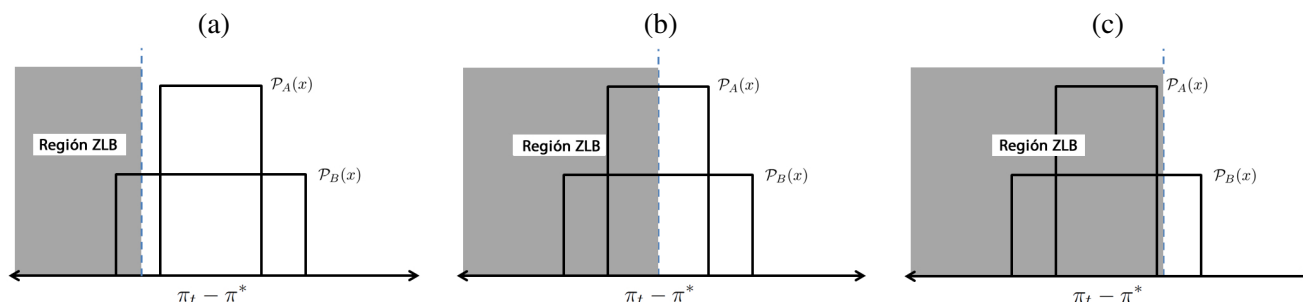 (a) (b) (c)
𝒫_A(x) 𝒫_A(x) 𝒫_A(x)
Región ZLB Región ZLB Región ZLB
𝒫_B(x) 𝒫_B(x) 𝒫_B(x)
π_t − π* π_t − π* π_t − π*